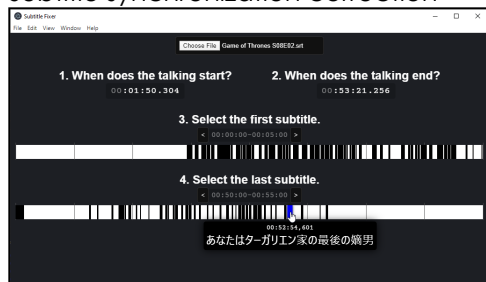 Subtitle Synchronization Correction
Subtitle Fixer
File Edit View Window Help
Choose File Game of Thrones S08E02.srt
1. When does the talking start?
2. When does the talking end?
00:01:50.304
00:53:21.256
3. Select the first subtitle.
< 00:00:00-00:05:00 >
4. Select the last subtitle.
< 00:50:00-00:55:00 >
00:52:54,601
あなたはターガリエン家の最後の嫡男